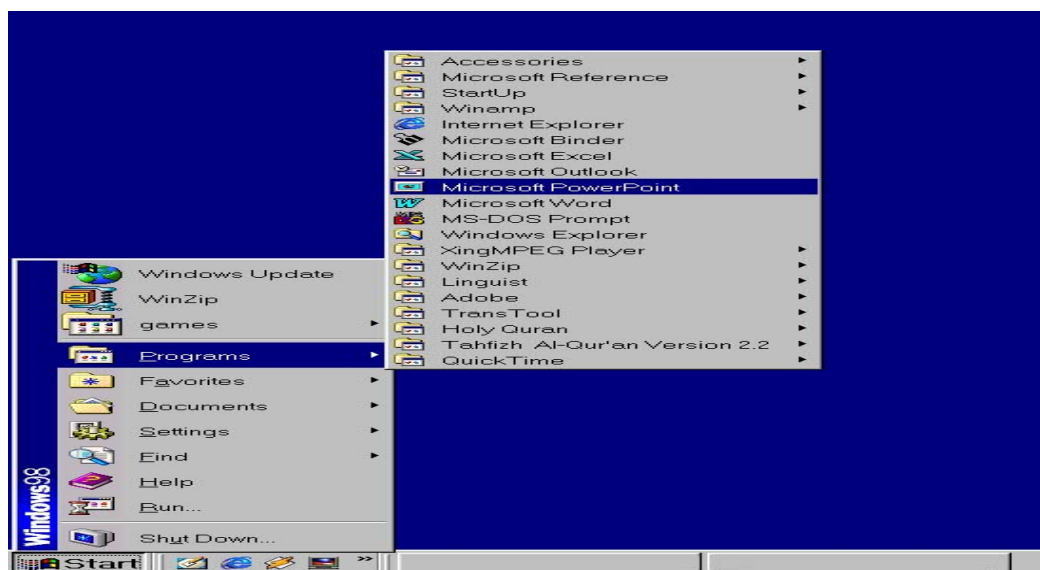 Accessories
Microsoft Reference
StartUp
Winamp
Internet Explorer
Microsoft Binder
Microsoft Excel
Microsoft Outlook
Microsoft PowerPoint
Microsoft Word
MS-DOS Prompt
Windows Explorer
XingMPEG Player
WinZip
Linguist
Adobe
TransTool
Holy Quran
Tahfizh Al-Qur'an Version 2.2
QuickTime
Windows Update
WinZip
games
Programs
Favorites
Documents
Settings
Find
Help
Run...
Shut Down...
Windows98
Start
»